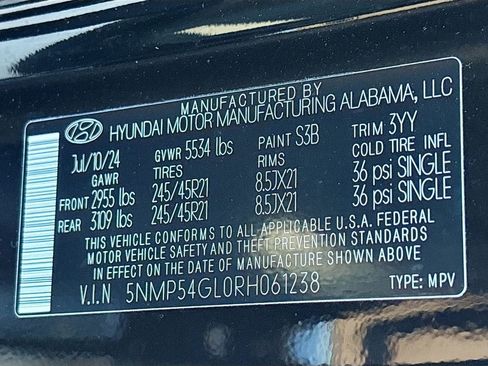 MANUFACTURED BY
HYUNDAI MOTOR MANUFACTURING ALABAMA, LLC
Jul/10/24 GVWR 5534 lbs PAINT S3B TRIM 3YY
GAWR TIRES RIMS COLD TIRE INFL
FRONT 2955 lbs 245/45R21 8.5JX21 36 psi SINGLE
REAR 3109 lbs 245/45R21 8.5JX21 36 psi SINGLE
THIS VEHICLE CONFORMS TO ALL APPLICABLE U.S.A. FEDERAL
MOTOR VEHICLE SAFETY AND THEFT PREVENTION STANDARDS
IN EFFECT ON THE DATE OF MANUFACTURE SHOWN ABOVE.
V.I.N 5NMP54GL0RH061238 TYPE: MPV